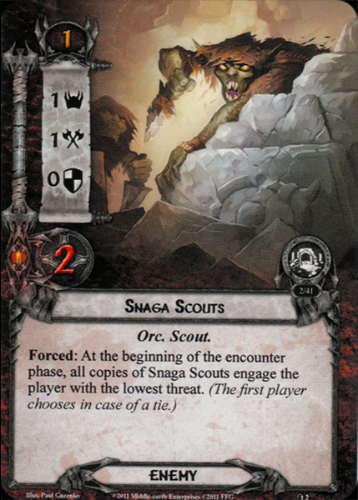 1
1
1
0
2
SNAGA SCOUTS
2/41
Orc. Scout.
Forced: At the beginning of the encounter
phase, all copies of Snaga Scouts engage the
player with the lowest threat. (The first player
chooses in case of a tie.)
ENEMY
Illus. Paul Guzenko
©2011 Middle-earth Enterprises ©2011 FFG